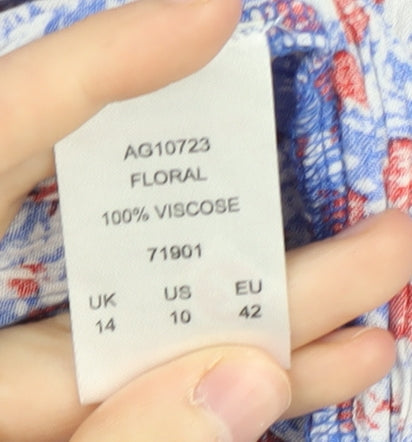 AG10723
FLORAL
100% VISCOSE
71901
UK US EU
14 10 42